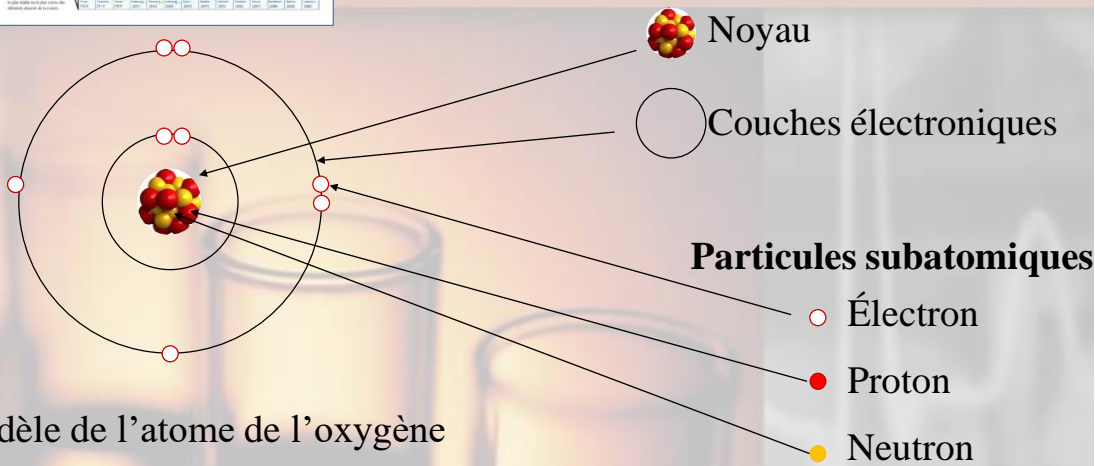 Noyau
Couches électroniques
Particules subatomiques
Électron
Proton
Neutron
dèle de l’atome de l’oxygène